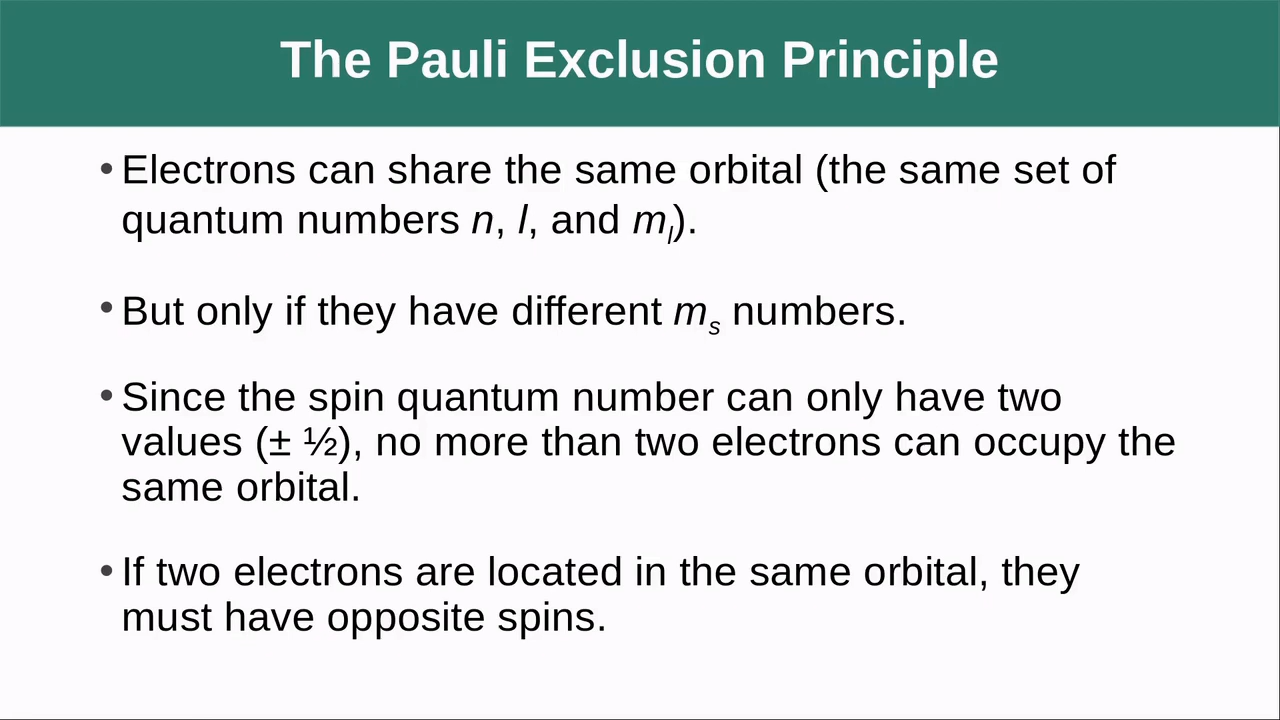 The Pauli Exclusion Principle
•Electrons can share the same orbital (the same set of
quantum numbers n, l, and mₗ).
•But only if they have different mₛ numbers.
•Since the spin quantum number can only have two
values (± ½), no more than two electrons can occupy the
same orbital.
•If two electrons are located in the same orbital, they
must have opposite spins.